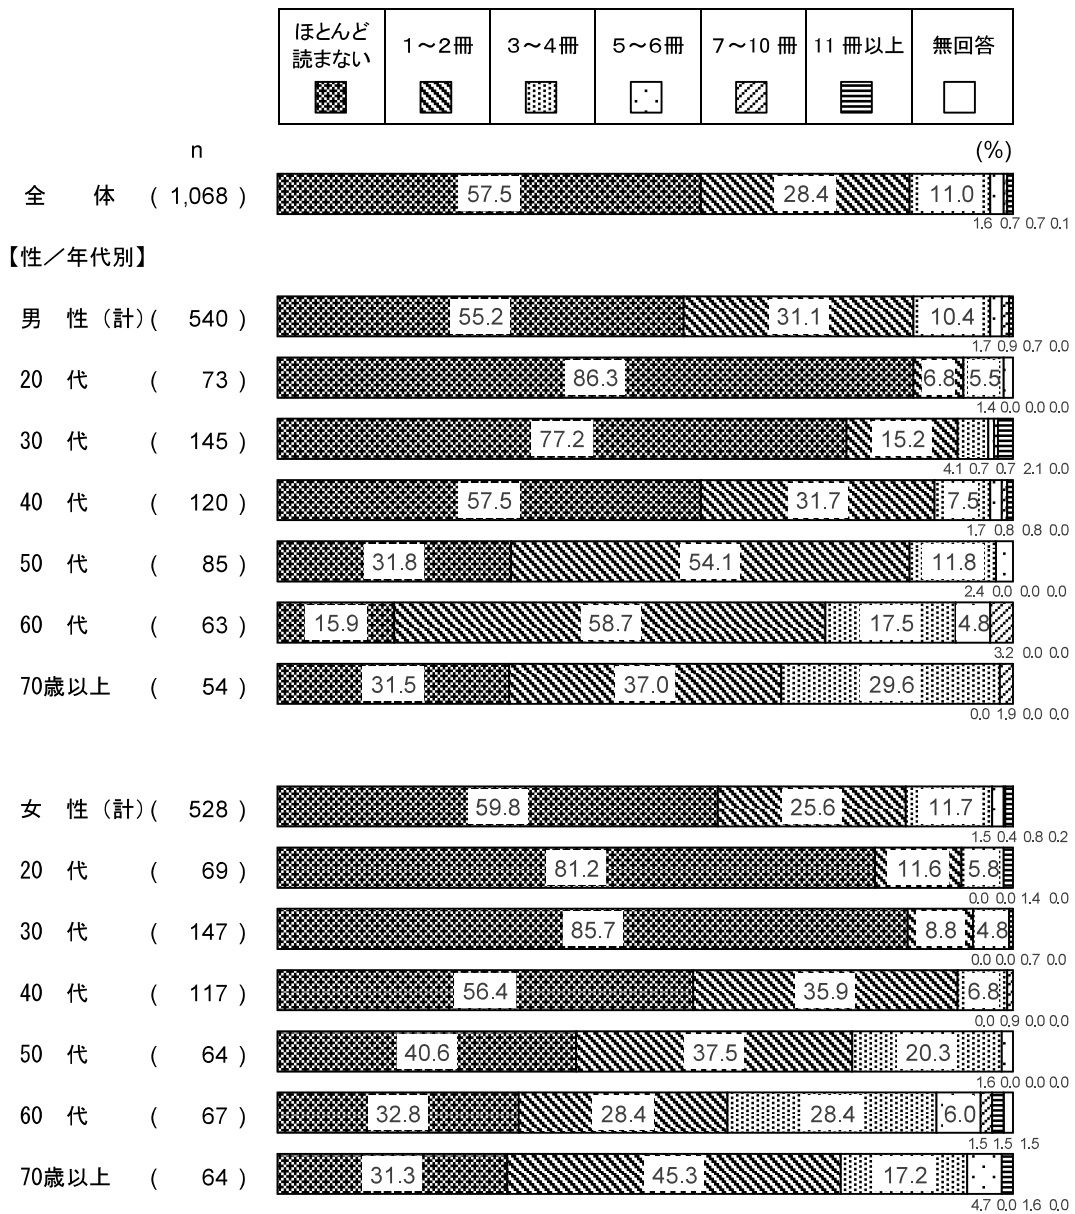 ほとんど
読まない
1～2冊 3～4冊 5～6冊 7～10冊 11冊以上 無回答
n (%)
全 体 ( 1,068 ) 57.5 28.4 11.0
1.6 0.7 0.7 0.1
【性／年代別】
男 性（計）( 540 ) 55.2 31.1 10.4
1.7 0.9 0.7 0.0
20 代 ( 73 ) 86.3 6.8 5.5
1.4 0.0 0.0 0.0
30 代 ( 145 ) 77.2 15.2
4.1 0.7 0.7 2.1 0.0
40 代 ( 120 ) 57.5 31.7 7.5
1.7 0.8 0.8 0.0
50 代 ( 85 ) 31.8 54.1 11.8
2.4 0.0 0.0 0.0
60 代 ( 63 ) 15.9 58.7 17.5 4.8
3.2 0.0 0.0
70歳以上 ( 54 ) 31.5 37.0 29.6
0.0 1.9 0.0 0.0
女 性（計）( 528 ) 59.8 25.6 11.7
1.5 0.4 0.8 0.2
20 代 ( 69 ) 81.2 11.6 5.8
0.0 0.0 1.4 0.0
30 代 ( 147 ) 85.7 8.8 4.8
0.0 0.0 0.7 0.0
40 代 ( 117 ) 56.4 35.9 6.8
0.0 0.9 0.0 0.0
50 代 ( 64 ) 40.6 37.5 20.3
1.6 0.0 0.0 0.0
60 代 ( 67 ) 32.8 28.4 28.4 6.0
1.5 1.5 1.5
70歳以上 ( 64 ) 31.3 45.3 17.2
4.7 0.0 1.6 0.0